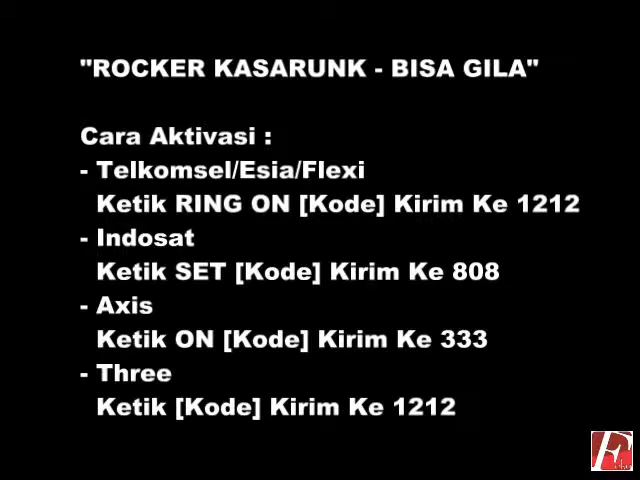 "ROCKER KASARUNK - BISA GILA"
Cara Aktivasi :
- Telkomsel/Esia/Flexi
Ketik RING ON [Kode] Kirim Ke 1212
- Indosat
Ketik SET [Kode] Kirim Ke 808
- Axis
Ketik ON [Kode] Kirim Ke 333
- Three
Ketik [Kode] Kirim Ke 1212